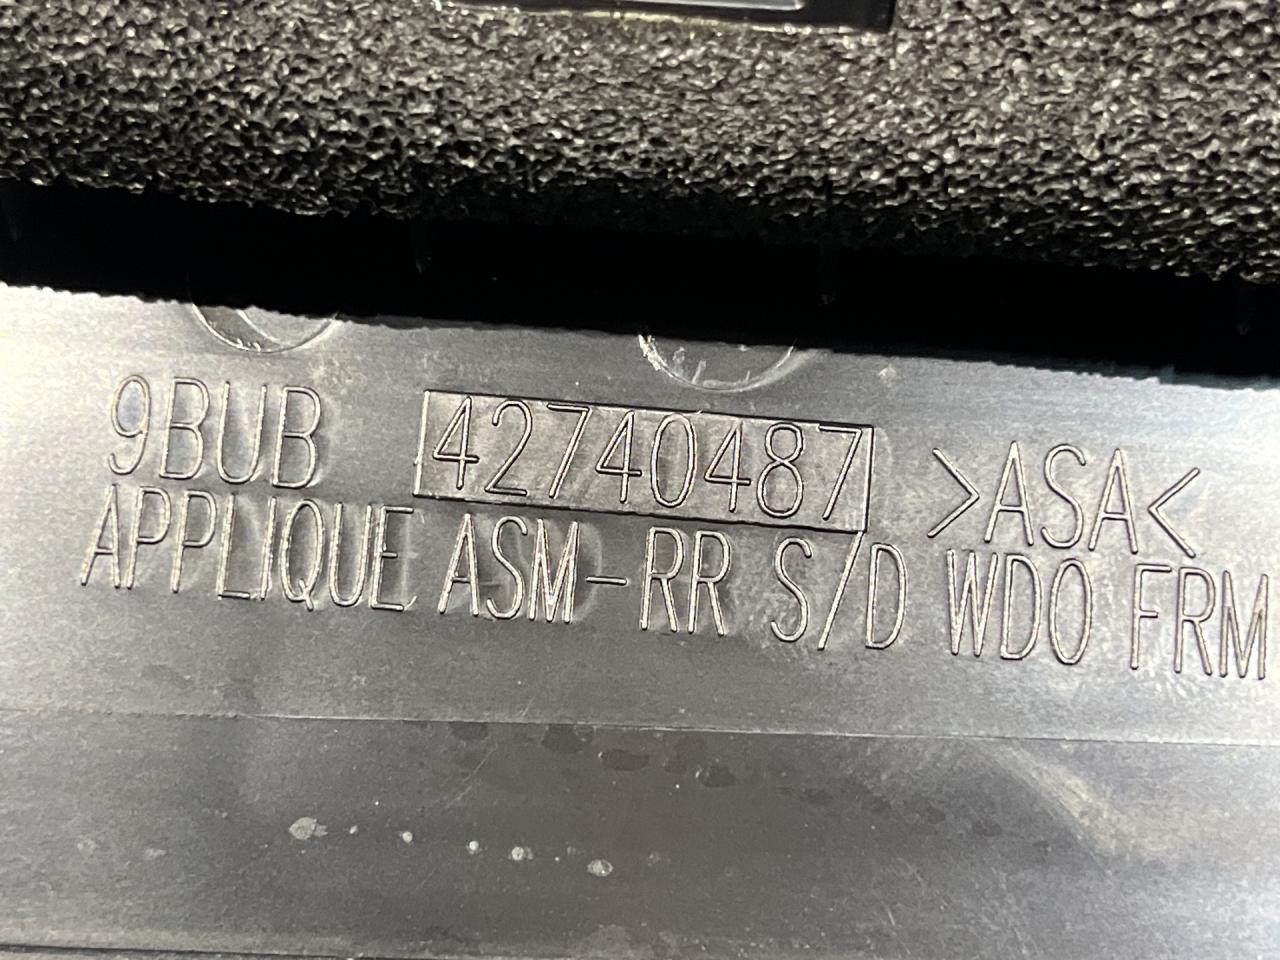 9BUB 42740487 >ASA<
APPLIQUE ASM-RR S/D WDO FRM